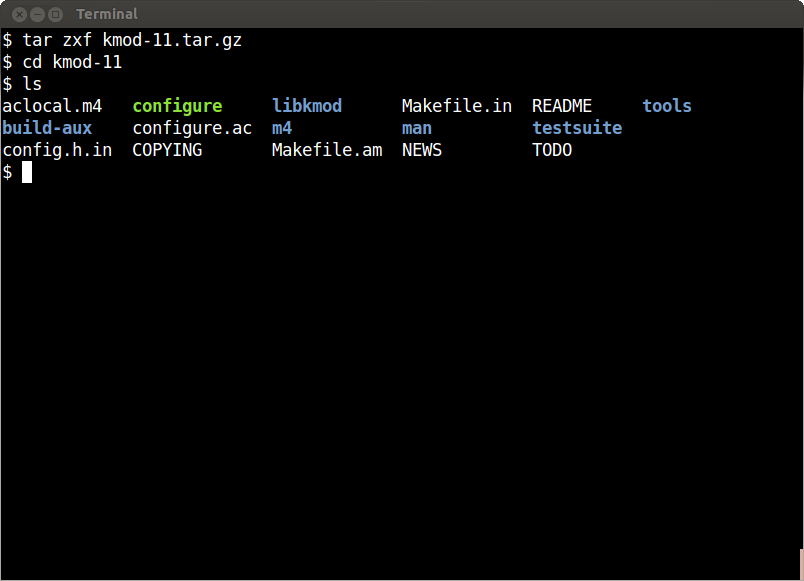 Terminal
$ tar zxf kmod-11.tar.gz
$ cd kmod-11
$ ls
aclocal.m4   configure     libkmod      Makefile.in  README     tools
build-aux    configure.ac  m4           man          testsuite
config.h.in  COPYING       Makefile.am  NEWS         TODO
$